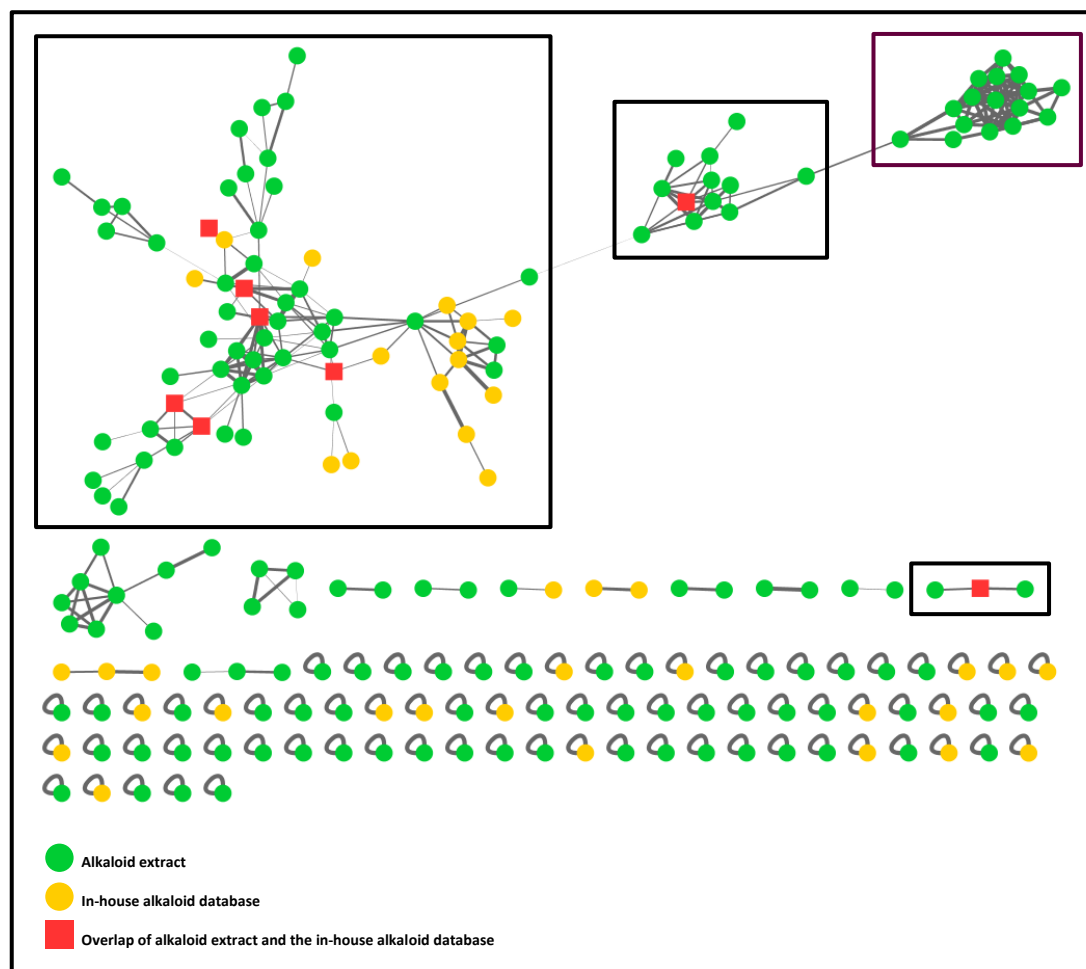 Alkaloid extract
In-house alkaloid database
Overlap of alkaloid extract and the in-house alkaloid database